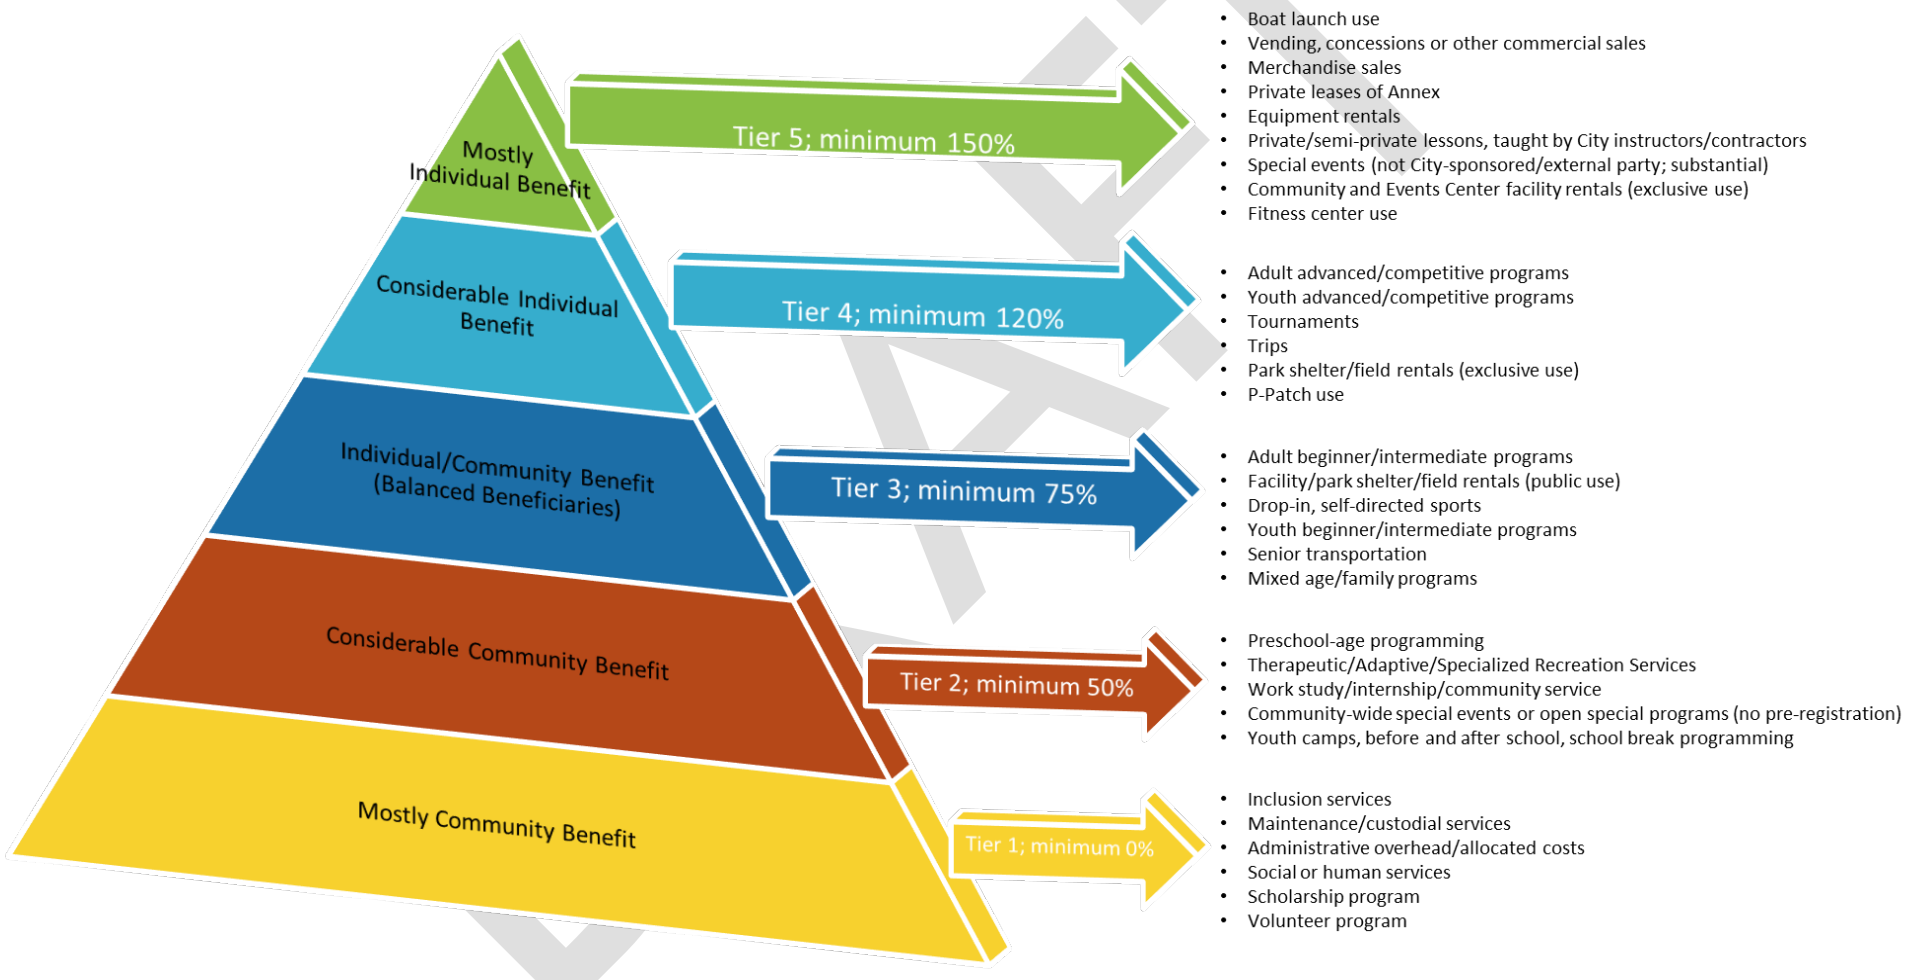 Mostly
Individual Benefit
Tier 5; minimum 150%
• Boat launch use
• Vending, concessions or other commercial sales
• Merchandise sales
• Private leases of Annex
• Equipment rentals
• Private/semi-private lessons, taught by City instructors/contractors
• Special events (not City-sponsored/external party; substantial)
• Community and Events Center facility rentals (exclusive use)
• Fitness center use
Considerable Individual
Benefit
Tier 4; minimum 120%
• Adult advanced/competitive programs
• Youth advanced/competitive programs
• Tournaments
• Trips
• Park shelter/field rentals (exclusive use)
• P-Patch use
Individual/Community Benefit
(Balanced Beneficiaries)
Tier 3; minimum 75%
• Adult beginner/intermediate programs
• Facility/park shelter/field rentals (public use)
• Drop-in, self-directed sports
• Youth beginner/intermediate programs
• Senior transportation
• Mixed age/family programs
Considerable Community Benefit
Tier 2; minimum 50%
• Preschool-age programming
• Therapeutic/Adaptive/Specialized Recreation Services
• Work study/internship/community service
• Community-wide special events or open special programs (no pre-registration)
• Youth camps, before and after school, school break programming
Mostly Community Benefit
Tier 1; minimum 0%
• Inclusion services
• Maintenance/custodial services
• Administrative overhead/allocated costs
• Social or human services
• Scholarship program
• Volunteer program